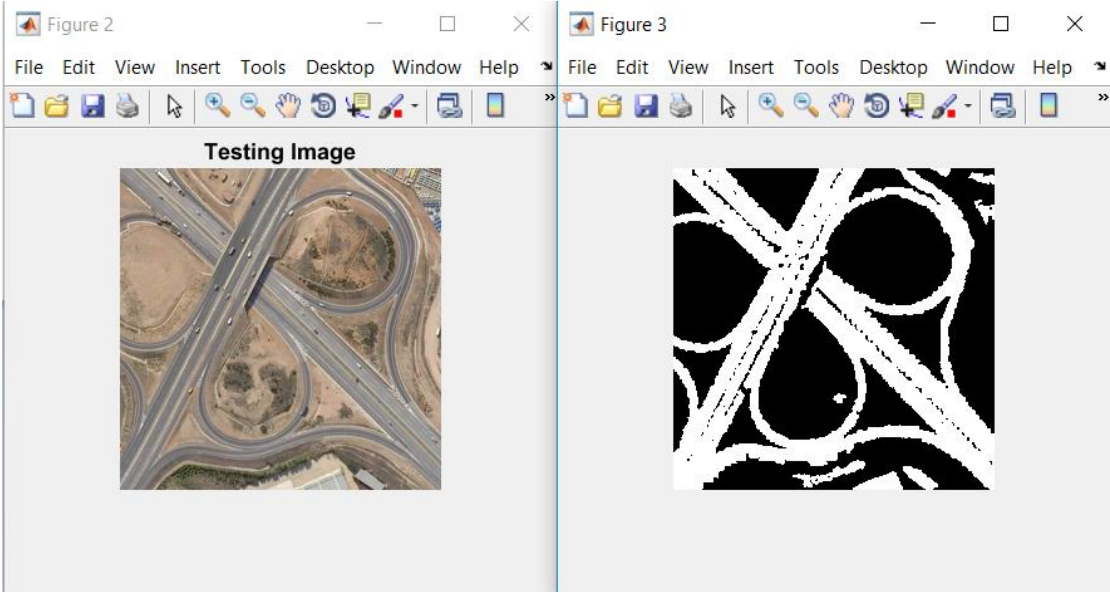 Figure 2
File Edit View Insert Tools Desktop Window Help
Testing Image
Figure 3
File Edit View Insert Tools Desktop Window Help